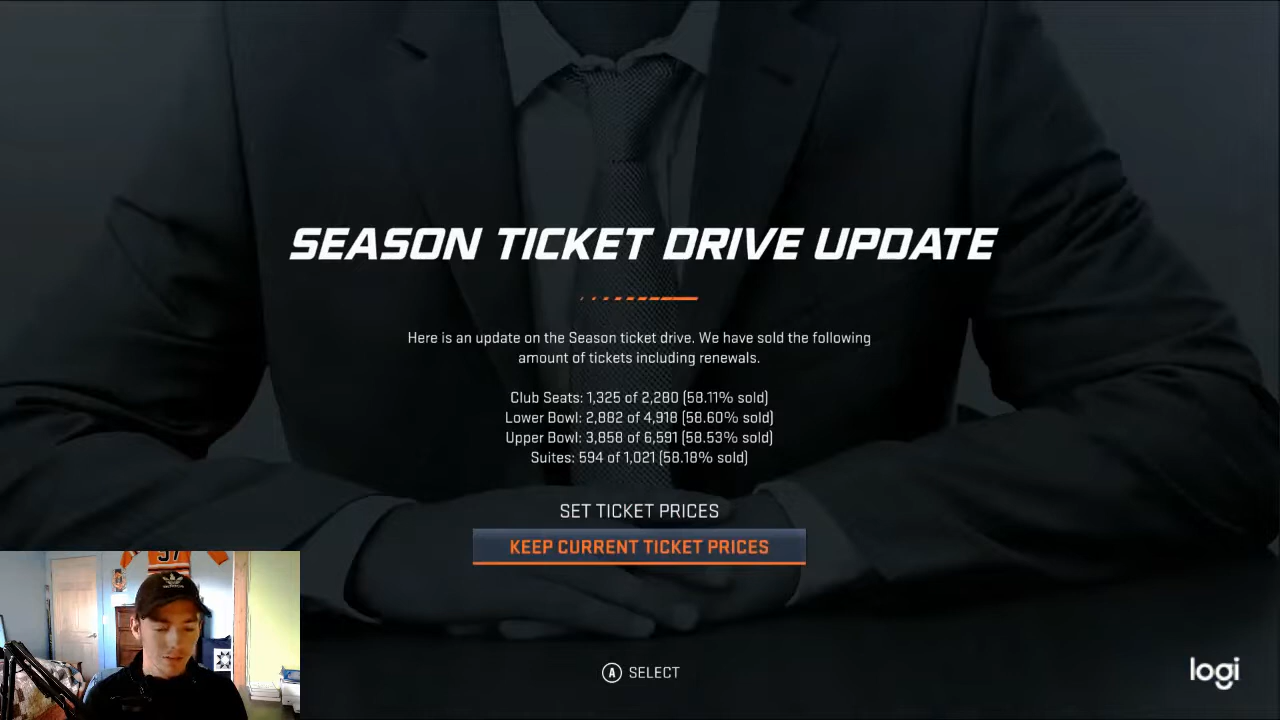 SEASON TICKET DRIVE UPDATE
Here is an update on the Season ticket drive. We have sold the following
amount of tickets including renewals.
Club Seats: 1,325 of 2,280 (58.11% sold)
Lower Bowl: 2,882 of 4,918 (58.60% sold)
Upper Bowl: 3,858 of 6,591 (58.53% sold)
Suites: 594 of 1,021 (58.18% sold)
SET TICKET PRICES
KEEP CURRENT TICKET PRICES
A SELECT
logi